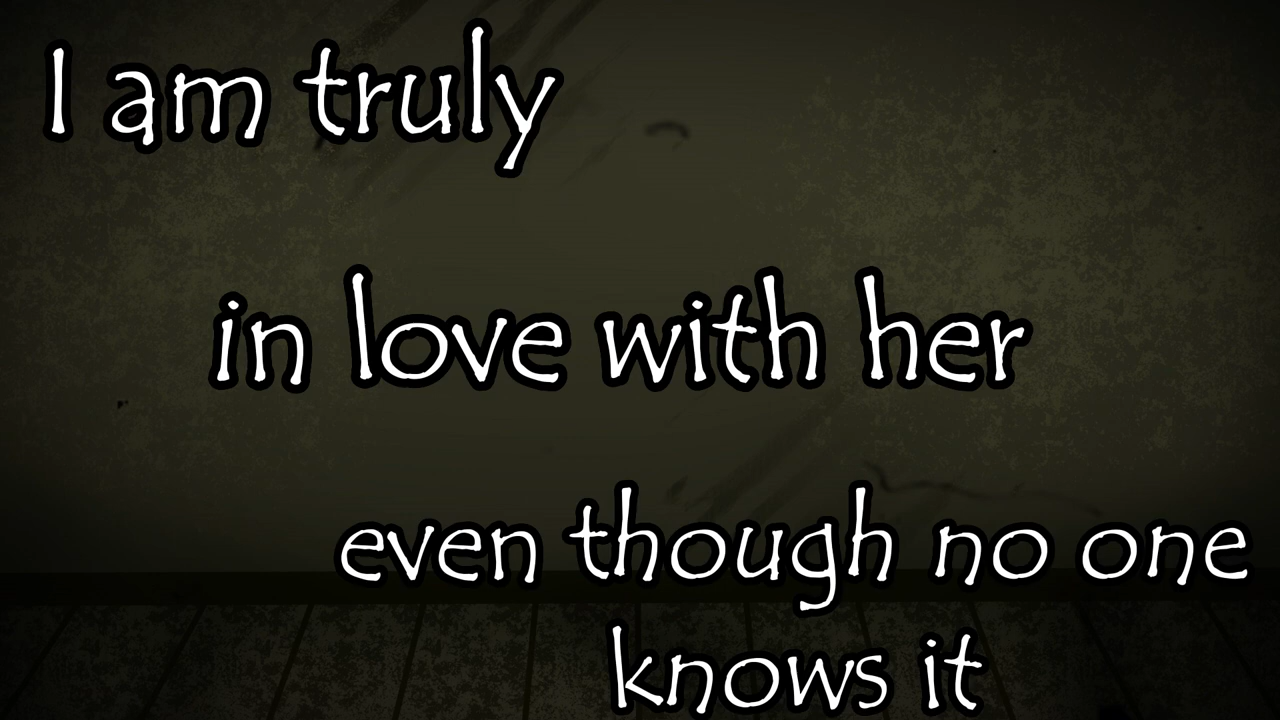 I am truly
in love with her
even though no one
knows it